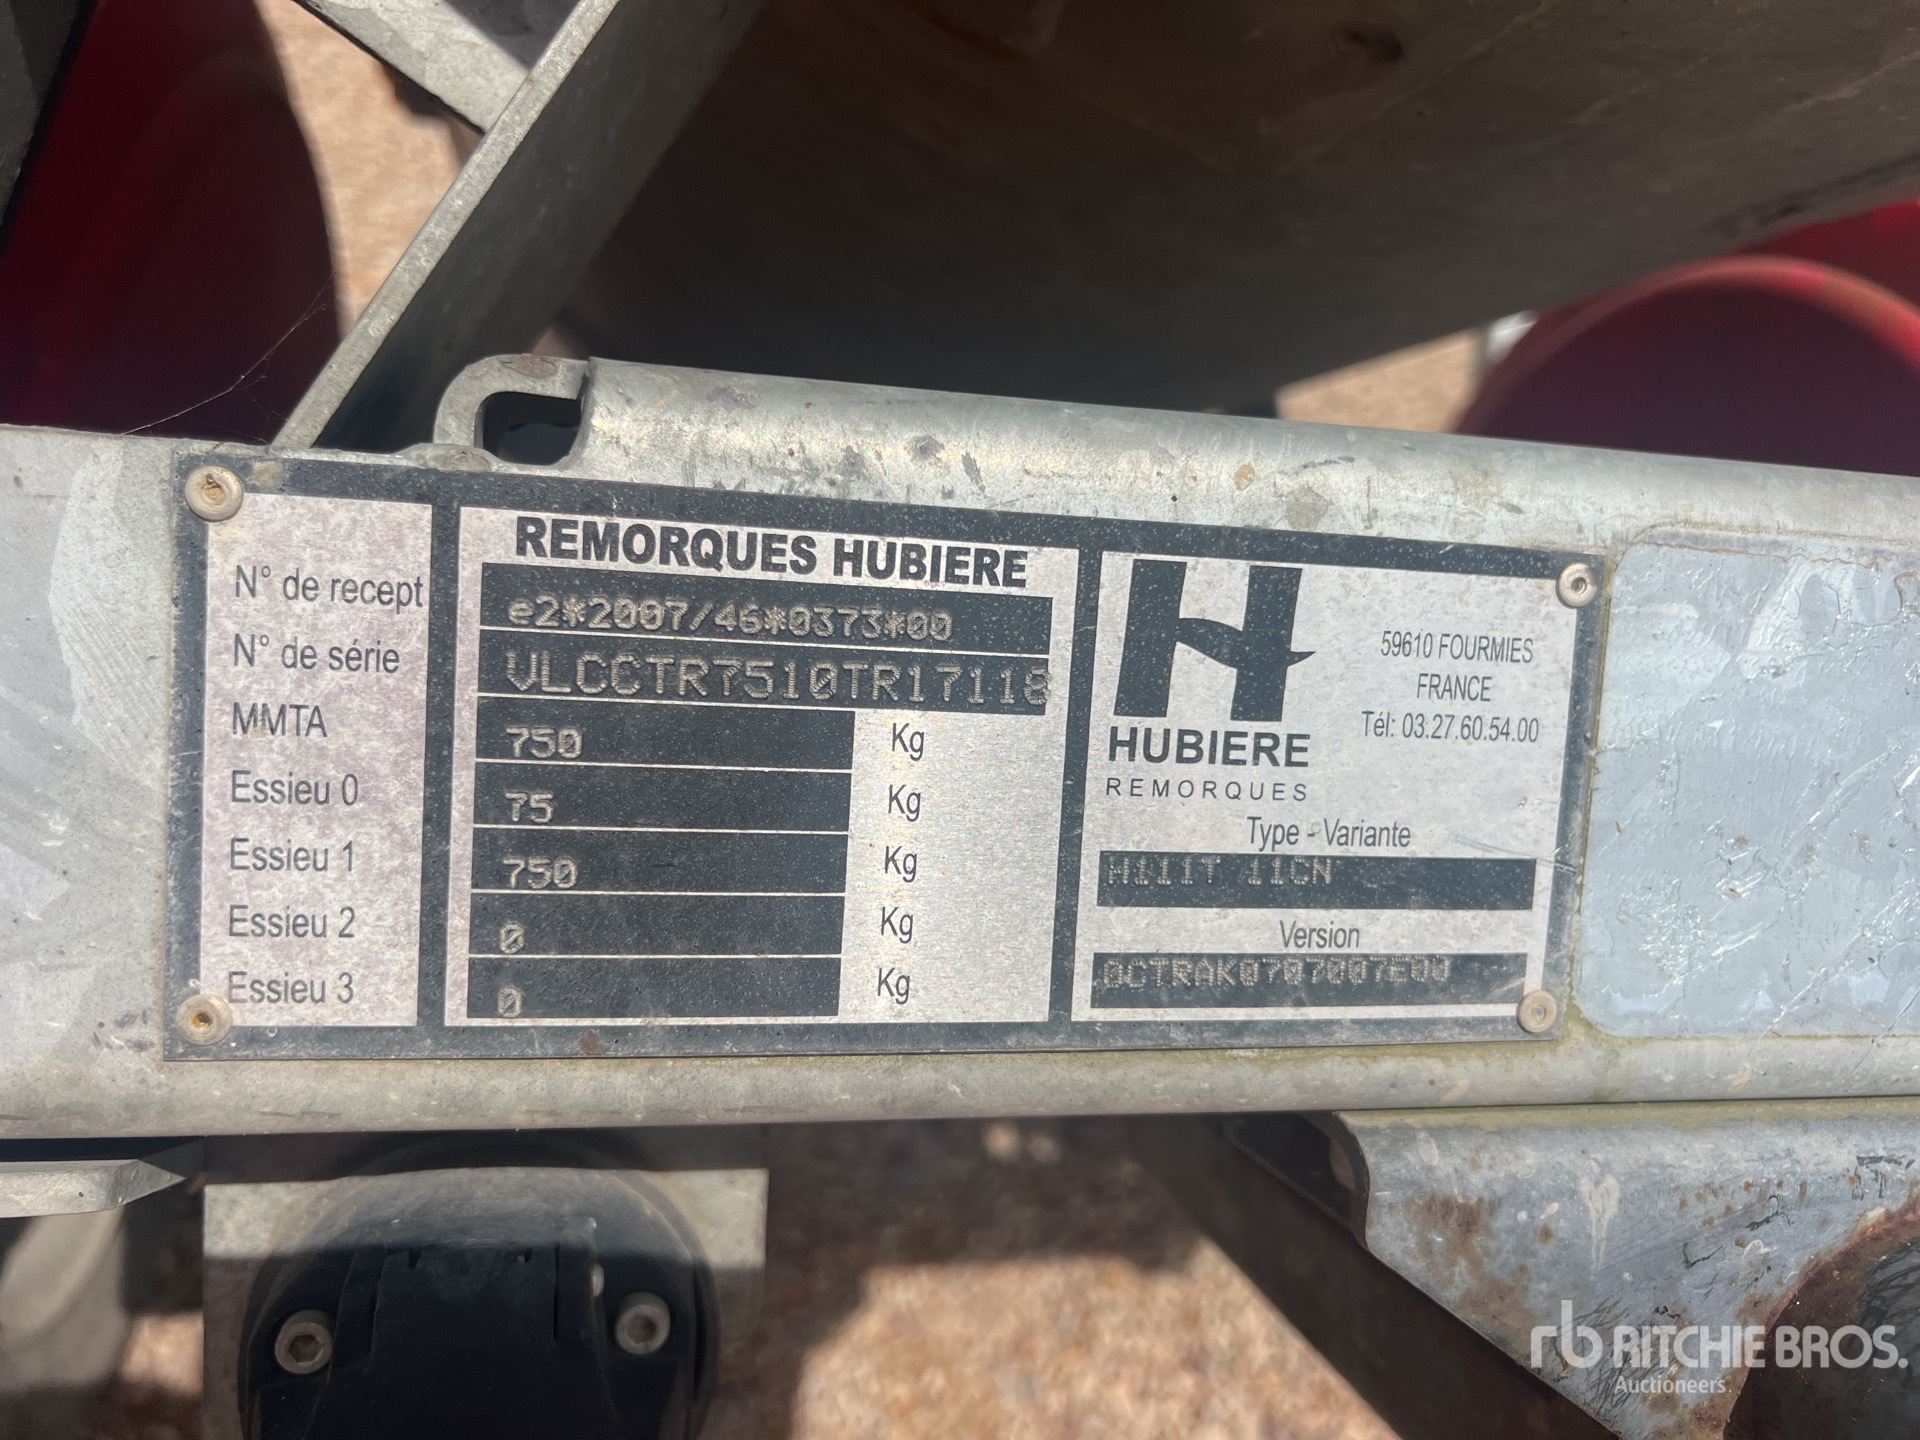 REMORQUES HUBIERE
N° de recept e2*2007/46*0373*00
N° de série VLCCTR7510TR17118
MMTA 750 Kg
Essieu 0 75 Kg
Essieu 1 750 Kg
Essieu 2 0 Kg
Essieu 3 0 Kg
H
HUBIERE
REMORQUES
59610 FOURMIES
FRANCE
Tél: 03.27.60.54.00
Type - Variante
H111T 11CN
Version
0CTRAK0707007E00
rb RITCHIE BROS.
Auctioneers